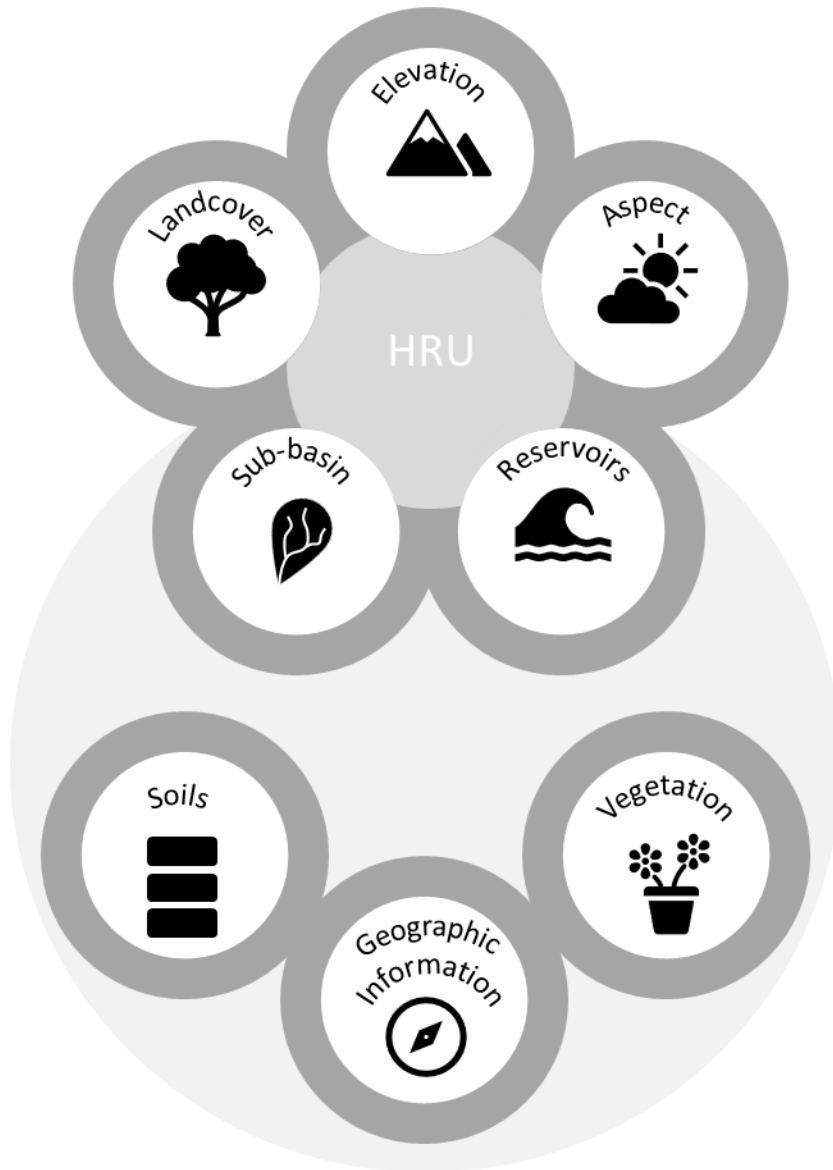 Elevation
Landcover
Aspect
HRU
Sub-basin
Reservoirs
Soils
Vegetation
Geographic
Information